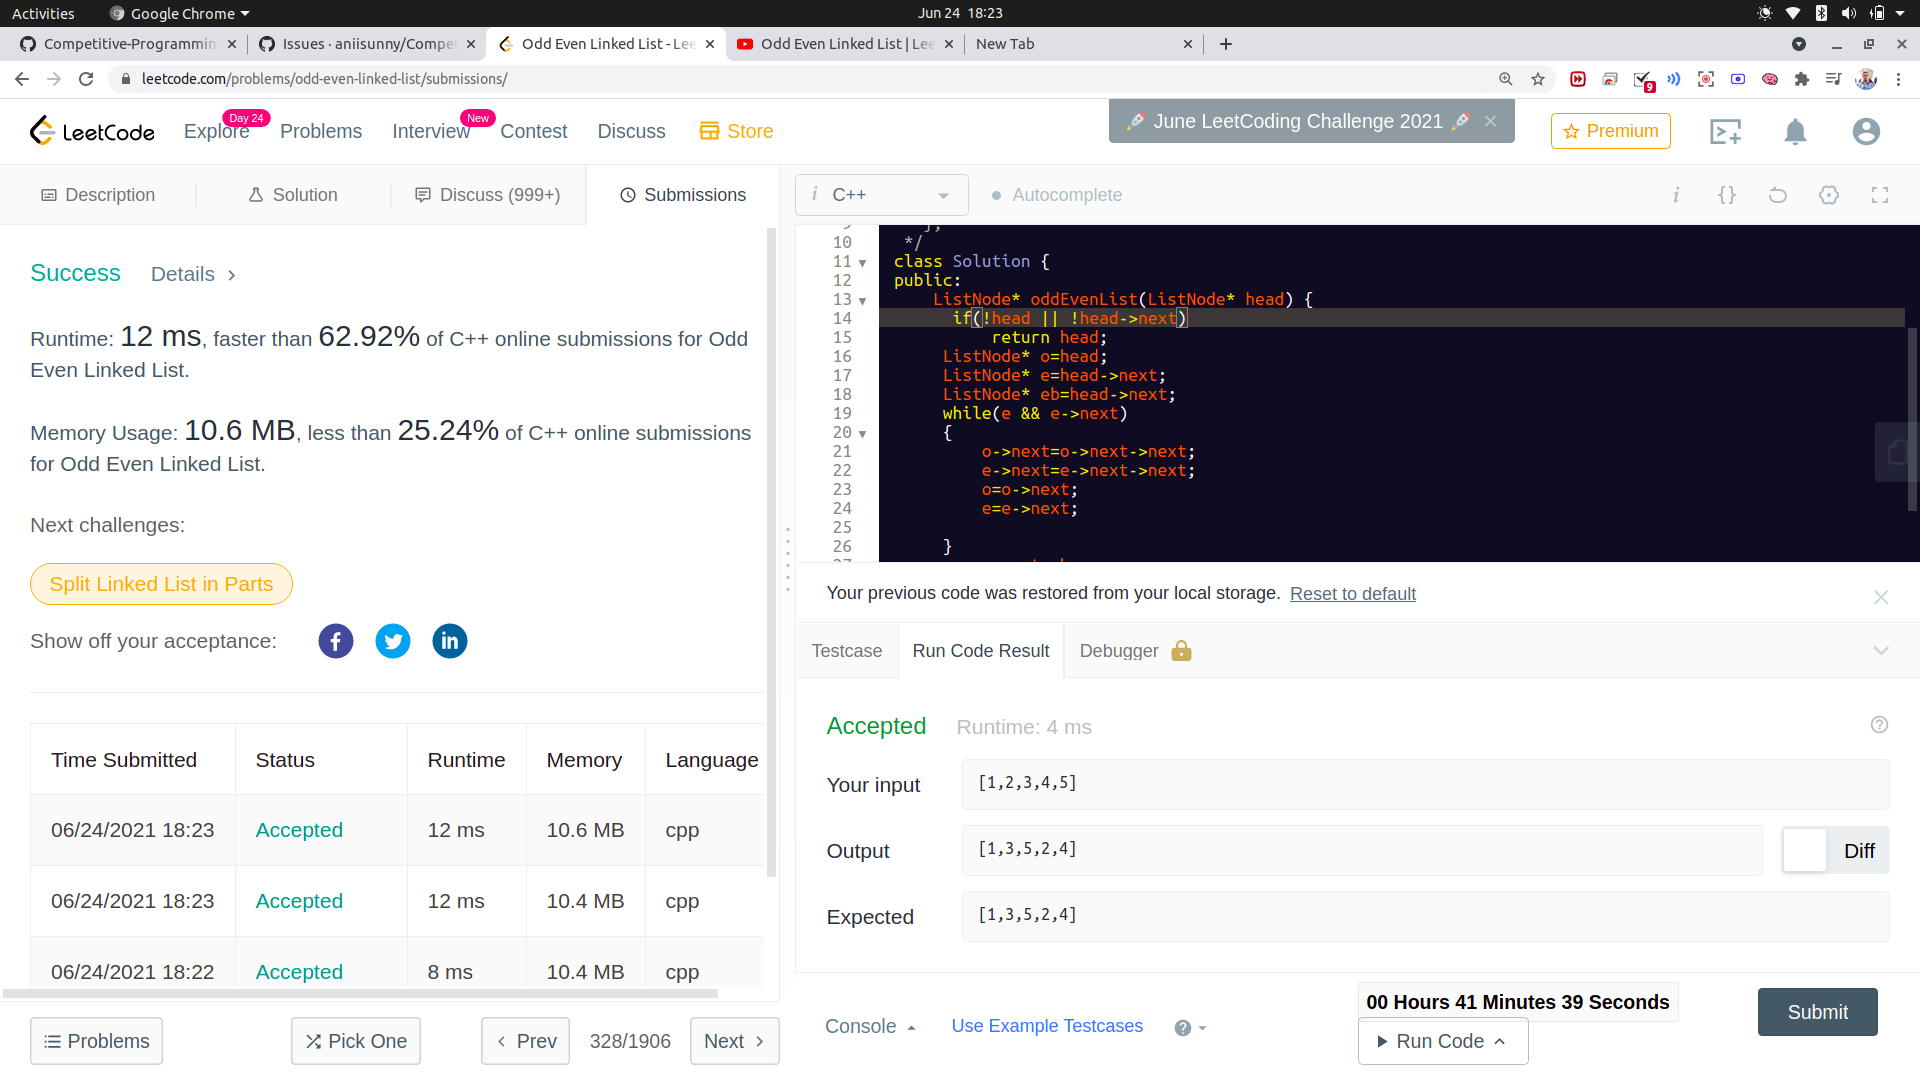 Activities
Google Chrome
Jun 24 18:23
Competitive-Programmin
Issues · aniisunny/Compet
Odd Even Linked List - Lee
Odd Even Linked List | Lee
New Tab
leetcode.com/problems/odd-even-linked-list/submissions/
9
LeetCode
Explore
Day 24
Problems
Interview
New
Contest
Discuss
Store
🚀 June LeetCoding Challenge 2021 🚀
Premium
Description
Solution
Discuss (999+)
Submissions
i C++
Autocomplete
Success
Details
Runtime: 12 ms, faster than 62.92% of C++ online submissions for Odd
Even Linked List.
Memory Usage: 10.6 MB, less than 25.24% of C++ online submissions
for Odd Even Linked List.
Next challenges:
Split Linked List in Parts
Show off your acceptance:
Time Submitted Status Runtime Memory Language
06/24/2021 18:23 Accepted 12 ms 10.6 MB cpp
06/24/2021 18:23 Accepted 12 ms 10.4 MB cpp
06/24/2021 18:22 Accepted 8 ms 10.4 MB cpp
Problems
Pick One
Prev
328/1906
Next
10 */
11 class Solution {
12 public:
13 ListNode* oddEvenList(ListNode* head) {
14 if(!head || !head->next)
15 return head;
16 ListNode* o=head;
17 ListNode* e=head->next;
18 ListNode* eb=head->next;
19 while(e && e->next)
20 {
21 o->next=o->next->next;
22 e->next=e->next->next;
23 o=o->next;
24 e=e->next;
25
26 }
Your previous code was restored from your local storage. Reset to default
Testcase
Run Code Result
Debugger
Accepted
Runtime: 4 ms
Your input
[1,2,3,4,5]
Output
[1,3,5,2,4]
Diff
Expected
[1,3,5,2,4]
Console
Use Example Testcases
00 Hours 41 Minutes 39 Seconds
Run Code
Submit